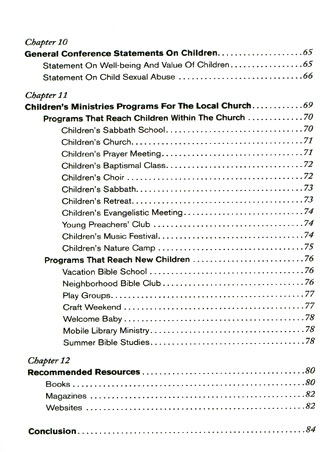 Chapter 10
General Conference Statements On Children....................65
Statement On Well-being And Value Of Children............65
Statement On Child Sexual Abuse ..............................66
Chapter 11
Children's Ministries Programs For The Local Church...........69
Programs That Reach Children Within The Church ...........70
Children's Sabbath School..............................70
Children's Church..............................71
Children's Prayer Meeting..............................71
Children's Baptismal Class..............................72
Children's Choir ..............................72
Children's Sabbath..............................73
Children's Retreat..............................73
Children's Evangelistic Meeting..............................74
Young Preachers' Club ..............................74
Children's Music Festival..............................74
Children's Nature Camp ..............................75
Programs That Reach New Children ..............................76
Vacation Bible School ..............................76
Neighborhood Bible Club..............................76
Play Groups..............................77
Craft Weekend ..............................77
Welcome Baby ..............................78
Mobile Library Ministry..............................78
Summer Bible Studies..............................78
Chapter 12
Recommended Resources..............................80
Books ..............................80
Magazines ..............................82
Websites ..............................82
Conclusion..............................84